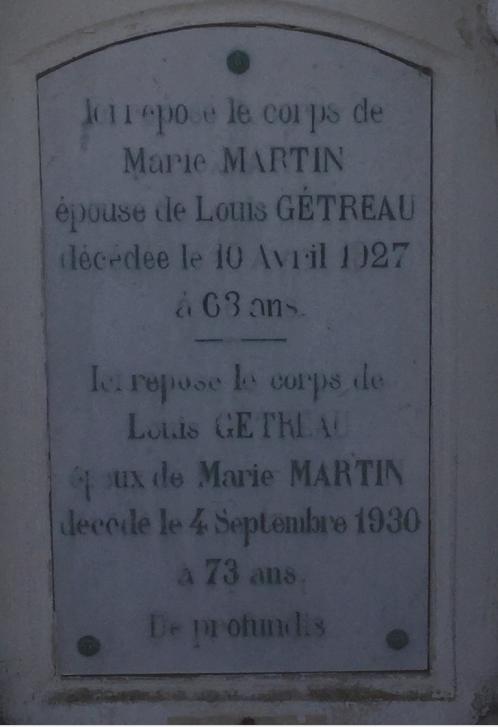 Ici repose le corps de
Marie MARTIN
épouse de Louis GÉTREAU
décédée le 10 Avril 1927
à 63 ans.
Ici repose le corps de
Louis GETREAU
époux de Marie MARTIN
décédé le 4 Septembre 1930
à 73 ans.
De profundis